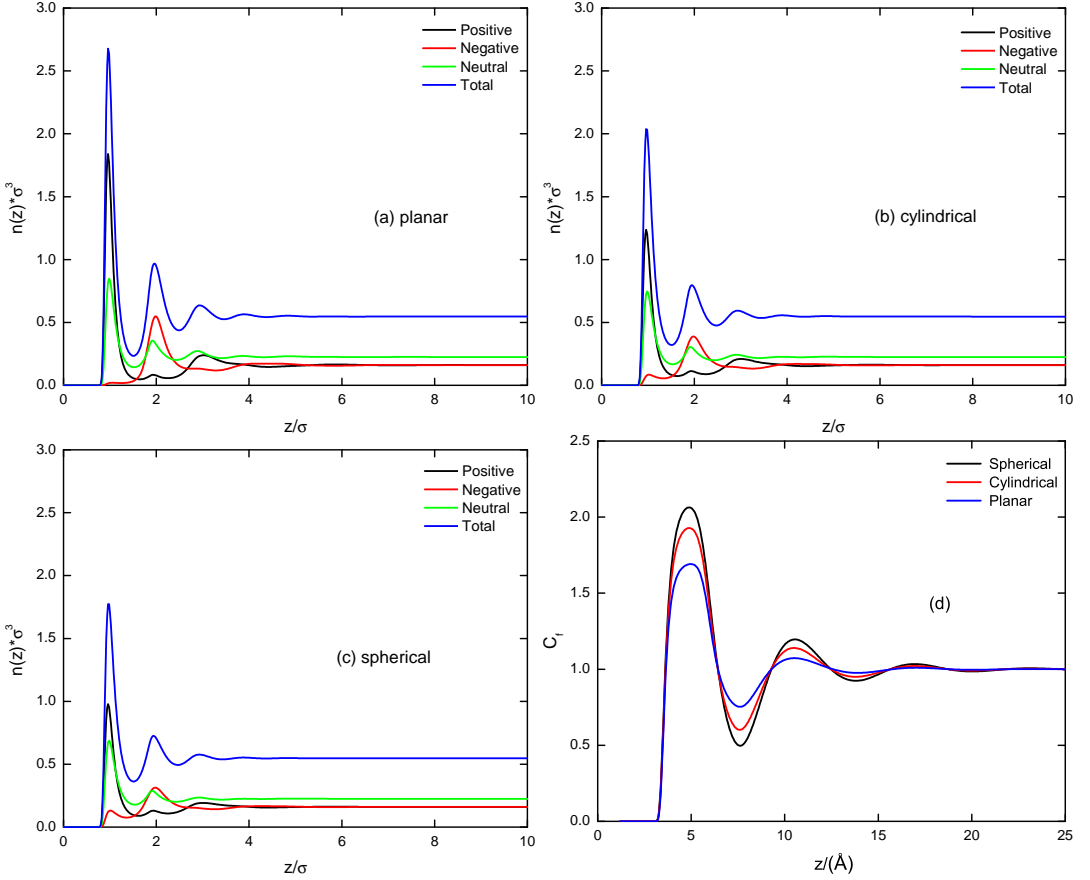 3.0
2.5
2.0
1.5
1.0
0.5
0.0
n(z)*σ³
Positive
Negative
Neutral
Total
(a) planar
0 2 4 6 8 10
z/σ
3.0
2.5
2.0
1.5
1.0
0.5
0.0
n(z)*σ³
Positive
Negative
Neutral
Total
(b) cylindrical
0 2 4 6 8 10
z/σ
3.0
2.5
2.0
1.5
1.0
0.5
0.0
n(z)*σ³
Positive
Negative
Neutral
Total
(c) spherical
0 2 4 6 8 10
z/σ
2.5
2.0
1.5
1.0
0.5
0.0
C_f
Spherical
Cylindrical
Planar
(d)
0 5 10 15 20 25
z/(Å)